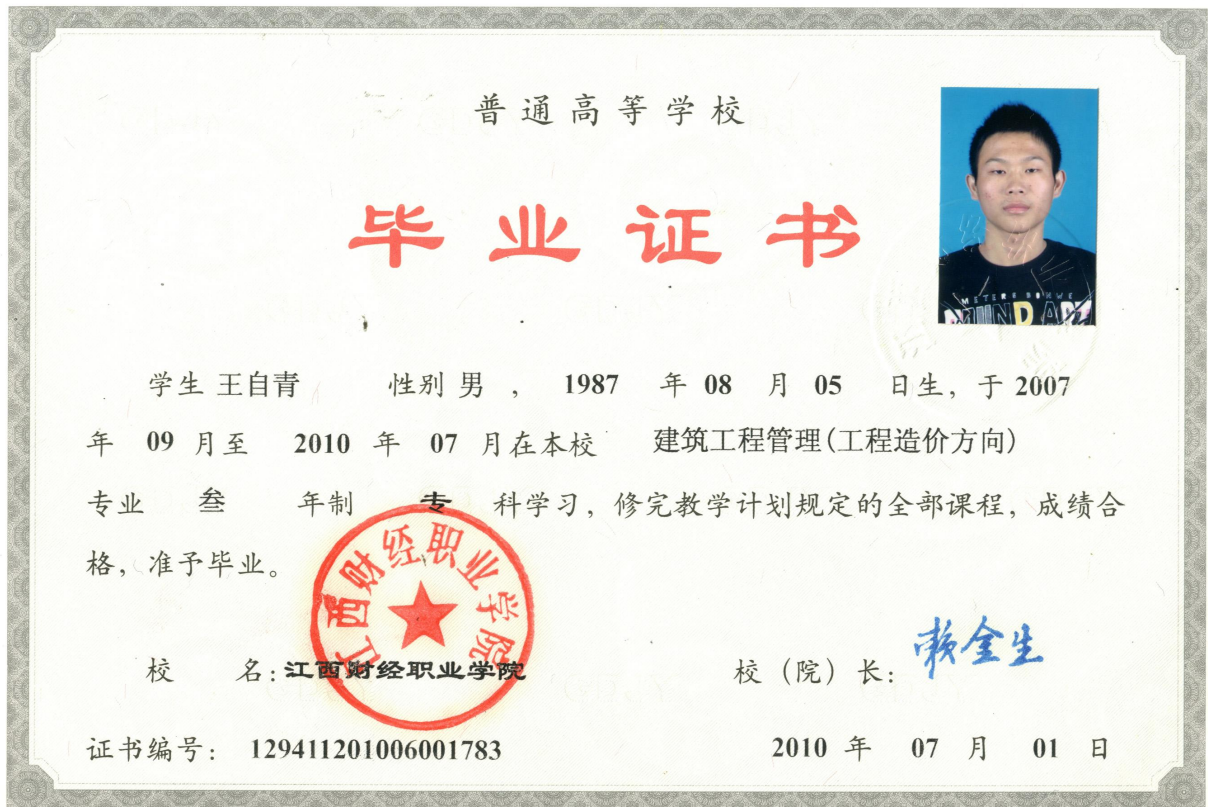 普通高等学校
毕业证书
METERS BONWE
学生 王自青 性别 男 , 1987 年 08 月 05 日生, 于 2007
年 09 月至 2010 年 07 月在本校 建筑工程管理(工程造价方向)
专业 叁 年制 专 科学习, 修完教学计划规定的全部课程, 成绩合
格, 准予毕业。
江西财经职业学院
校 名: 江西财经职业学院 校 (院) 长: 赖金生
证书编号: 129411201006001783 2010 年 07 月 01 日